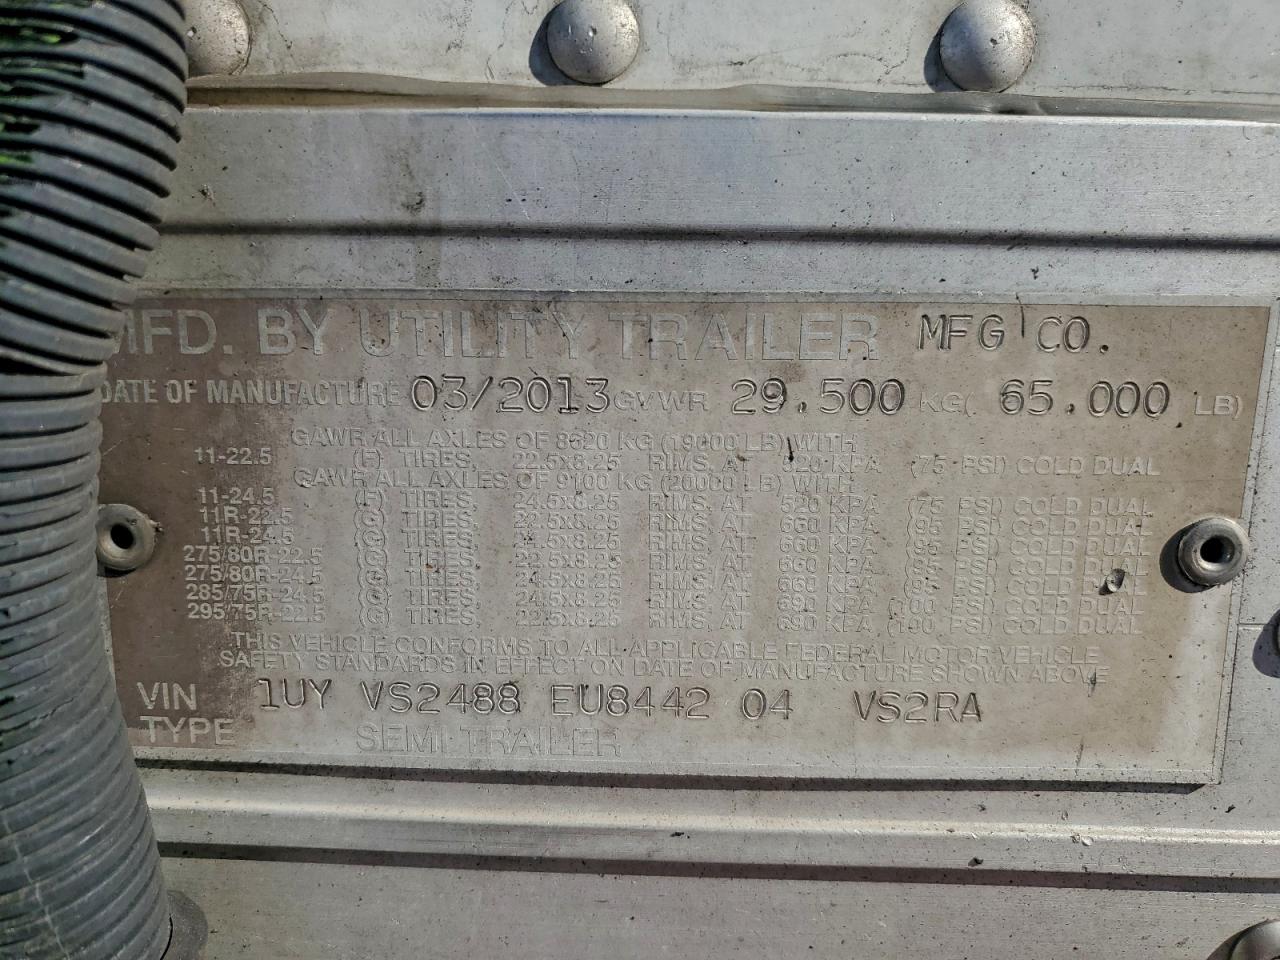 MFD. BY UTILITY TRAILER MFG CO.
DATE OF MANUFACTURE 03/2013 GVWR 29.500 KG( 65.000 LB)
GAWR ALL AXLES OF 8620 KG (19000 LB) WITH
11-22.5 (F) TIRES, 22.5x8.25 RIMS, AT 520 KPA (75 PSI) COLD DUAL
GAWR ALL AXLES OF 9100 KG (20000 LB) WITH
11-24.5 (F) TIRES, 24.5x8.25 RIMS, AT 520 KPA (75 PSI) COLD DUAL
11R-22.5 (G) TIRES, 22.5x8.25 RIMS, AT 660 KPA (95 PSI) COLD DUAL
11R-24.5 (G) TIRES, 24.5x8.25 RIMS, AT 660 KPA (95 PSI) COLD DUAL
275/80R-22.5 (G) TIRES, 22.5x8.25 RIMS, AT 660 KPA (95 PSI) COLD DUAL
275/80R-24.5 (G) TIRES, 24.5x8.25 RIMS, AT 660 KPA (95 PSI) COLD DUAL
285/75R-24.5 (G) TIRES, 24.5x8.25 RIMS, AT 690 KPA (100 PSI) COLD DUAL
295/75R-22.5 (G) TIRES, 22.5x8.25 RIMS, AT 690 KPA (100 PSI) COLD DUAL
THIS VEHICLE CONFORMS TO ALL APPLICABLE FEDERAL MOTOR VEHICLE
SAFETY STANDARDS IN EFFECT ON DATE OF MANUFACTURE SHOWN ABOVE
VIN 1UY VS2488 EU8442 04 VS2RA
TYPE SEMI TRAILER